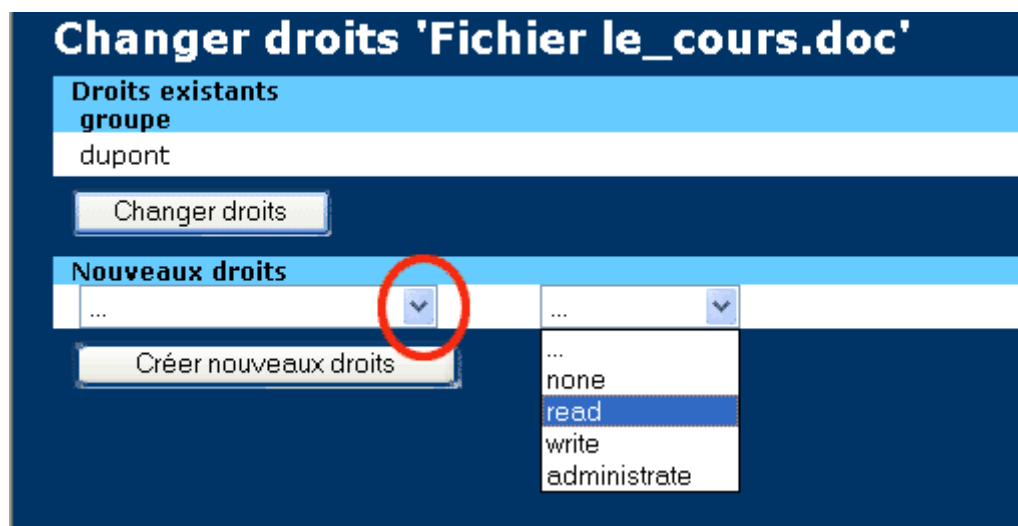 Changer droits 'Fichier le_cours.doc'
Droits existants
groupe
dupont
Changer droits
Nouveaux droits
... ...
Créer nouveaux droits
...
none
read
write
administrate